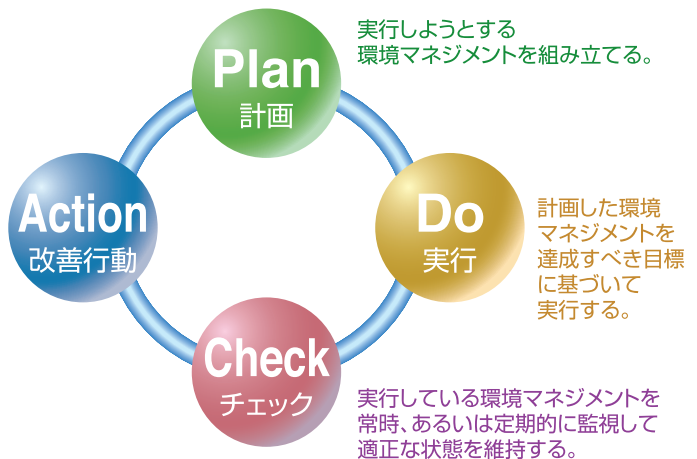 Plan
計画
実行しようとする
環境マネジメントを組み立てる。
Do
実行
計画した環境
マネジメントを
達成すべき目標
に基づいて
実行する。
Check
チェック
実行している環境マネジメントを
常時、あるいは定期的に監視して
適正な状態を維持する。
Action
改善行動